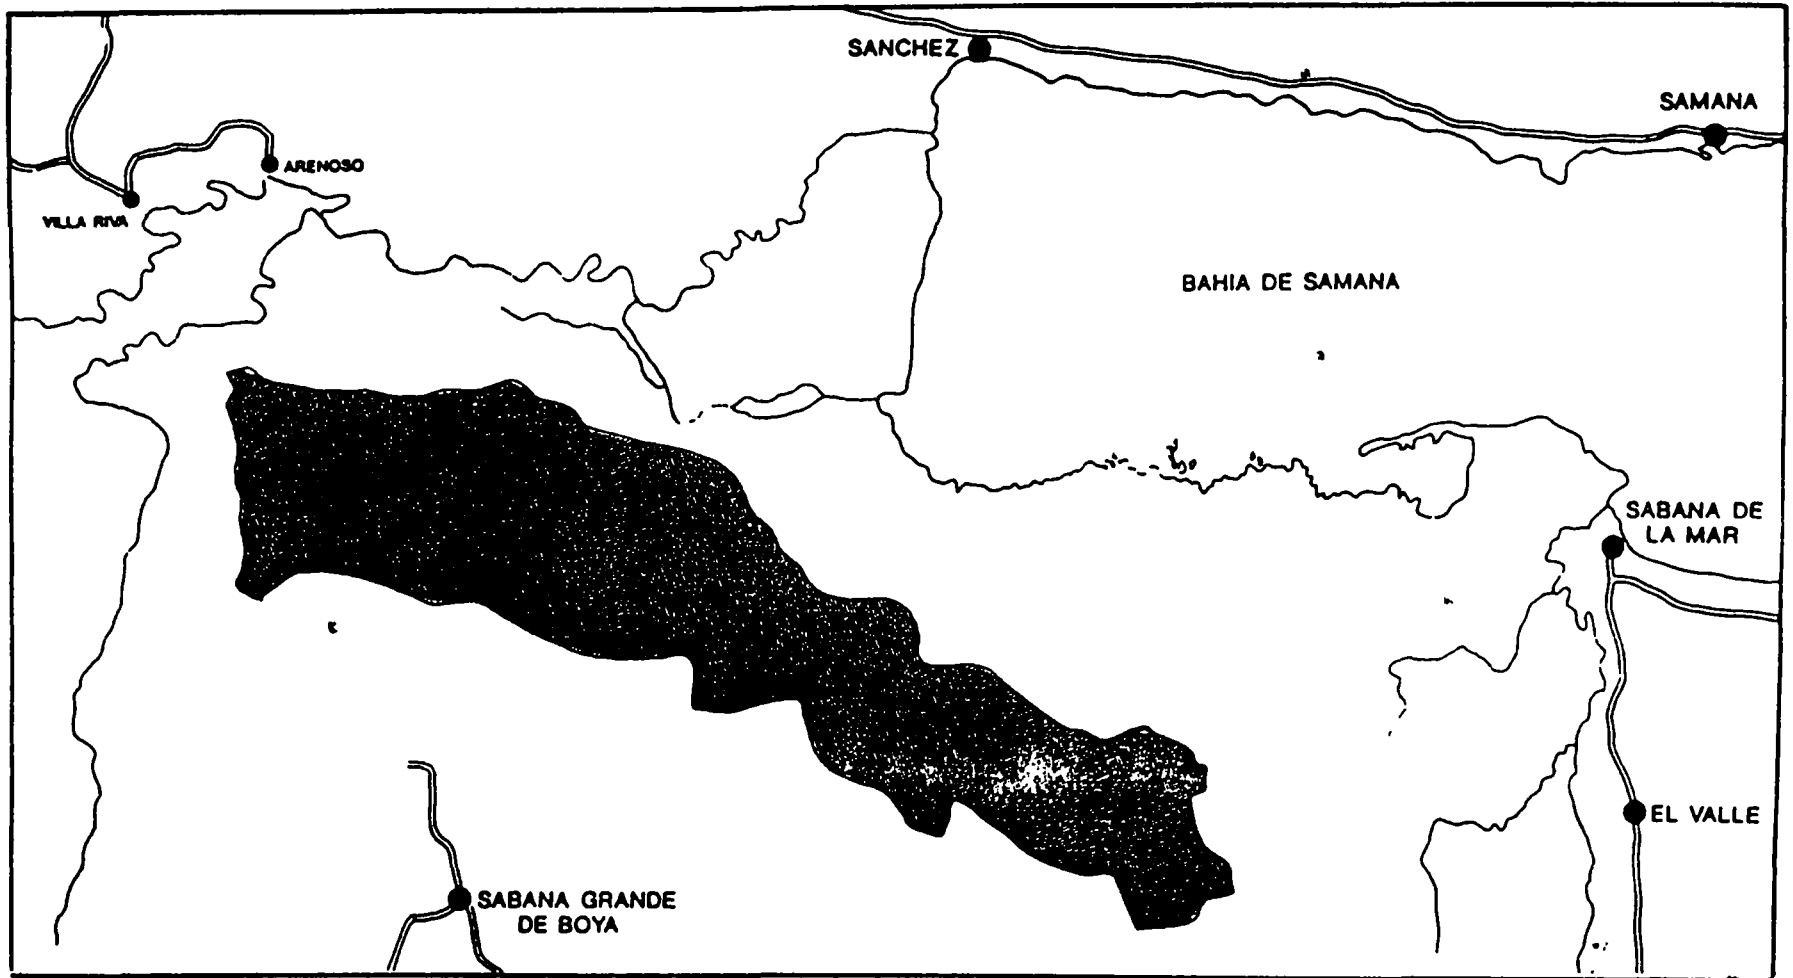 SANCHEZ
SAMANA
ARENOSO
VILLA RIVA
BAHIA DE SAMANA
SABANA DE
LA MAR
EL VALLE
SABANA GRANDE
DE BOYA